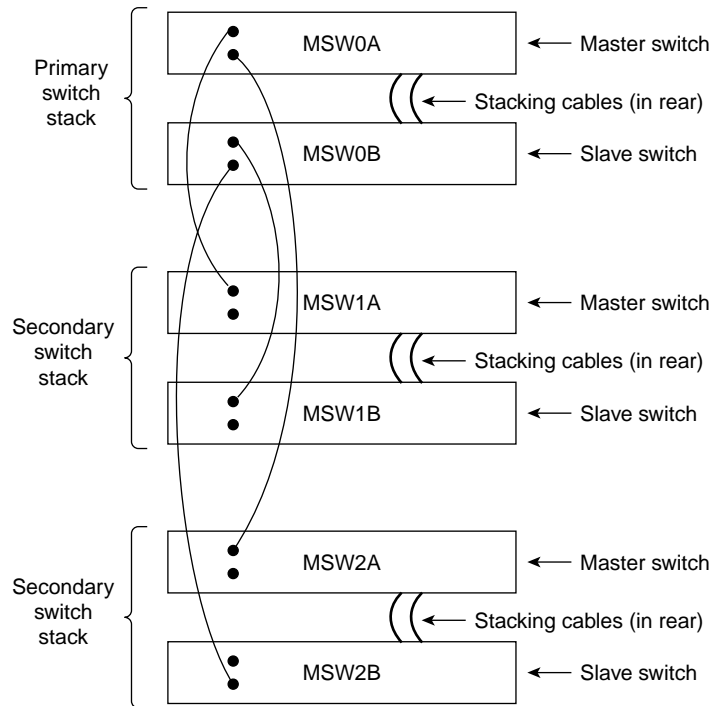 MSW0A
Master switch
Primary
switch
stack
Stacking cables (in rear)
MSW0B
Slave switch
MSW1A
Master switch
Secondary
switch
stack
Stacking cables (in rear)
MSW1B
Slave switch
MSW2A
Master switch
Secondary
switch
stack
Stacking cables (in rear)
MSW2B
Slave switch